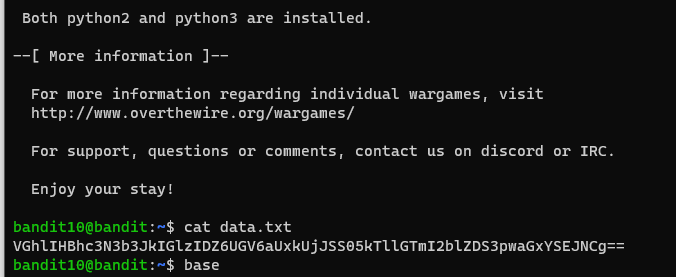 Both python2 and python3 are installed.
--[ More information ]--
For more information regarding individual wargames, visit
http://www.overthewire.org/wargames/
For support, questions or comments, contact us on discord or IRC.
Enjoy your stay!
bandit10@bandit:~$ cat data.txt
VGhlIHBhc3N3b3JkIGlzIDZ6UGV6aUxkUjJSS05kTllGTmI2blZDS3pwaGxYSEJNCg==
bandit10@bandit:~$ base